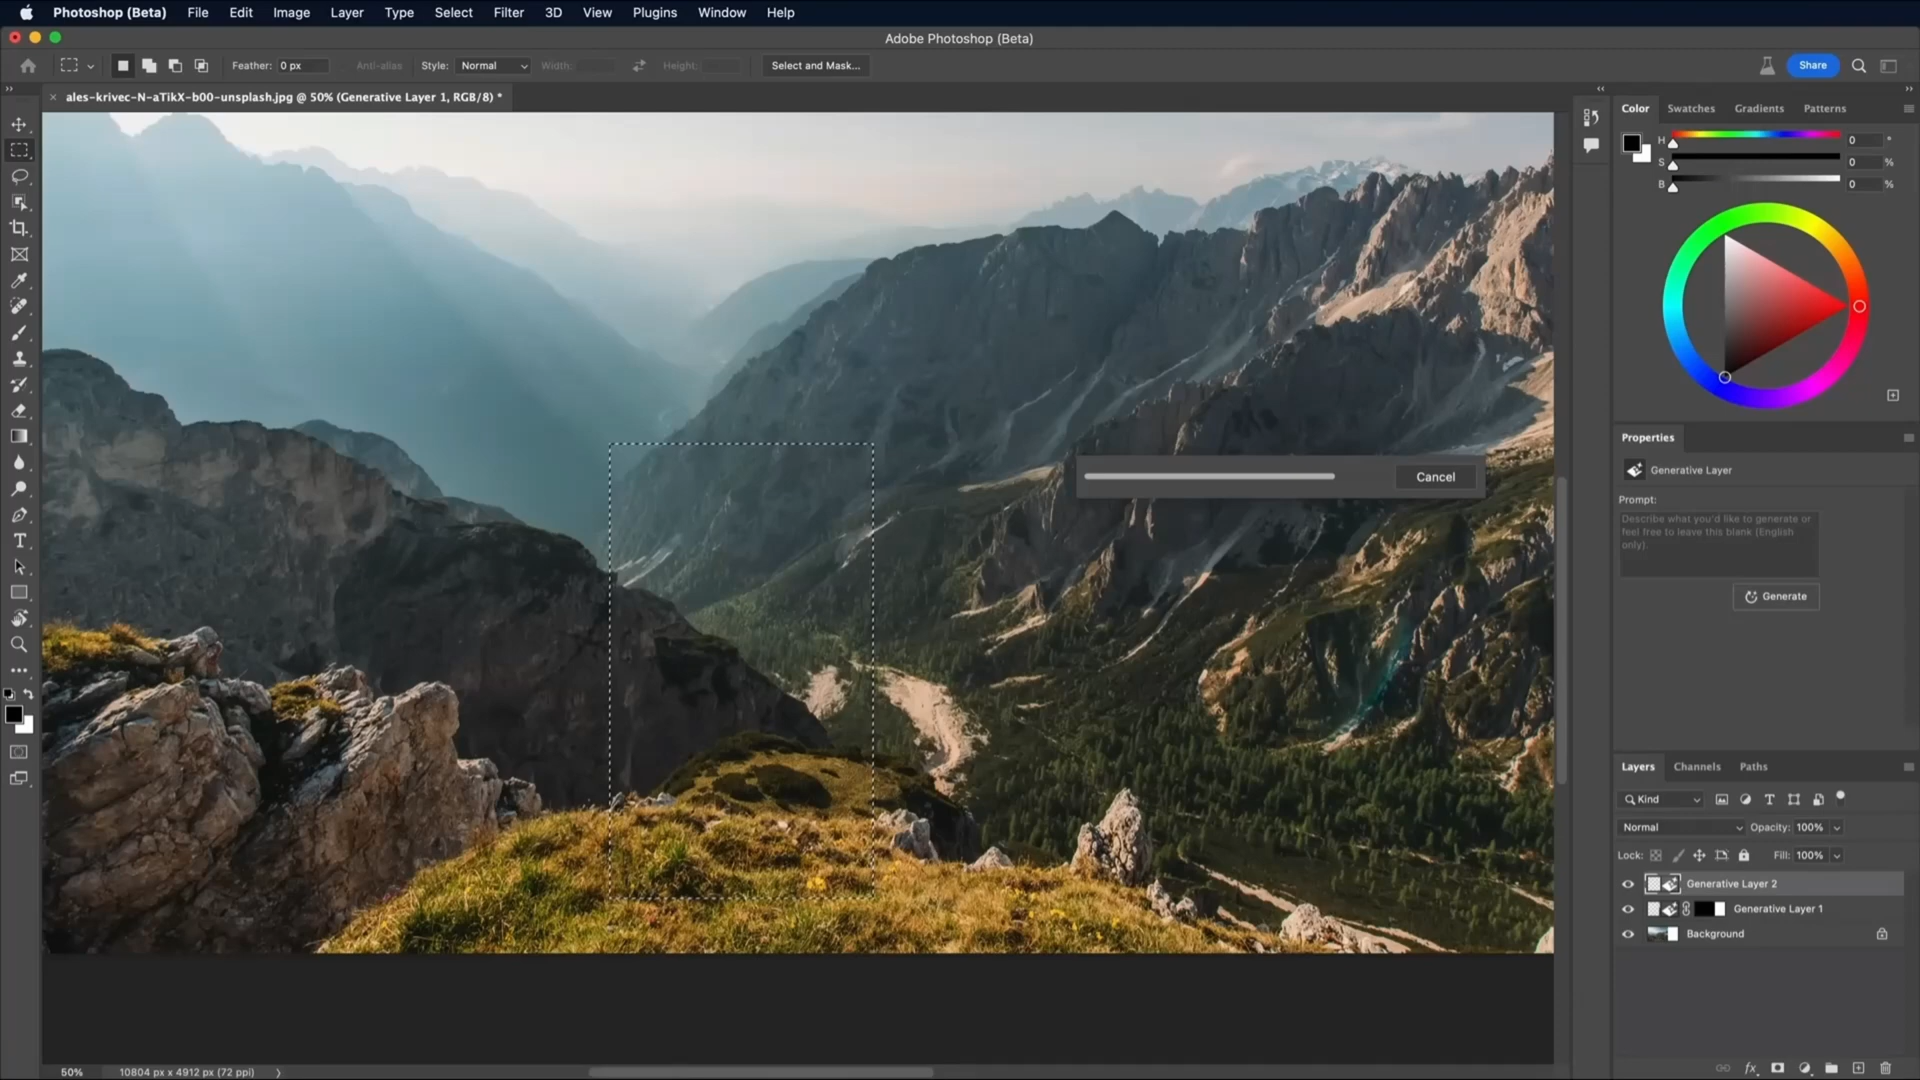 Photoshop (Beta) File Edit Image Layer Type Select Filter 3D View Plugins Window Help
Adobe Photoshop (Beta)
Feather: 0 px Anti-alias Style: Normal Width: Height: Select and Mask... Share
ales-krivec-N-aTikX-b00-unsplash.jpg @ 50% (Generative Layer 1, RGB/8) *
Color Swatches Gradients Patterns
H 0 °
S 0 %
B 0 %
Properties
Generative Layer
Prompt:
Describe what you'd like to generate or
feel free to leave this blank (English
only).
Generate
Cancel
Layers Channels Paths
Kind
Normal Opacity: 100%
Lock: Fill: 100%
Generative Layer 2
Generative Layer 1
Background
fx
50% 10804 px x 4912 px (72 ppi)